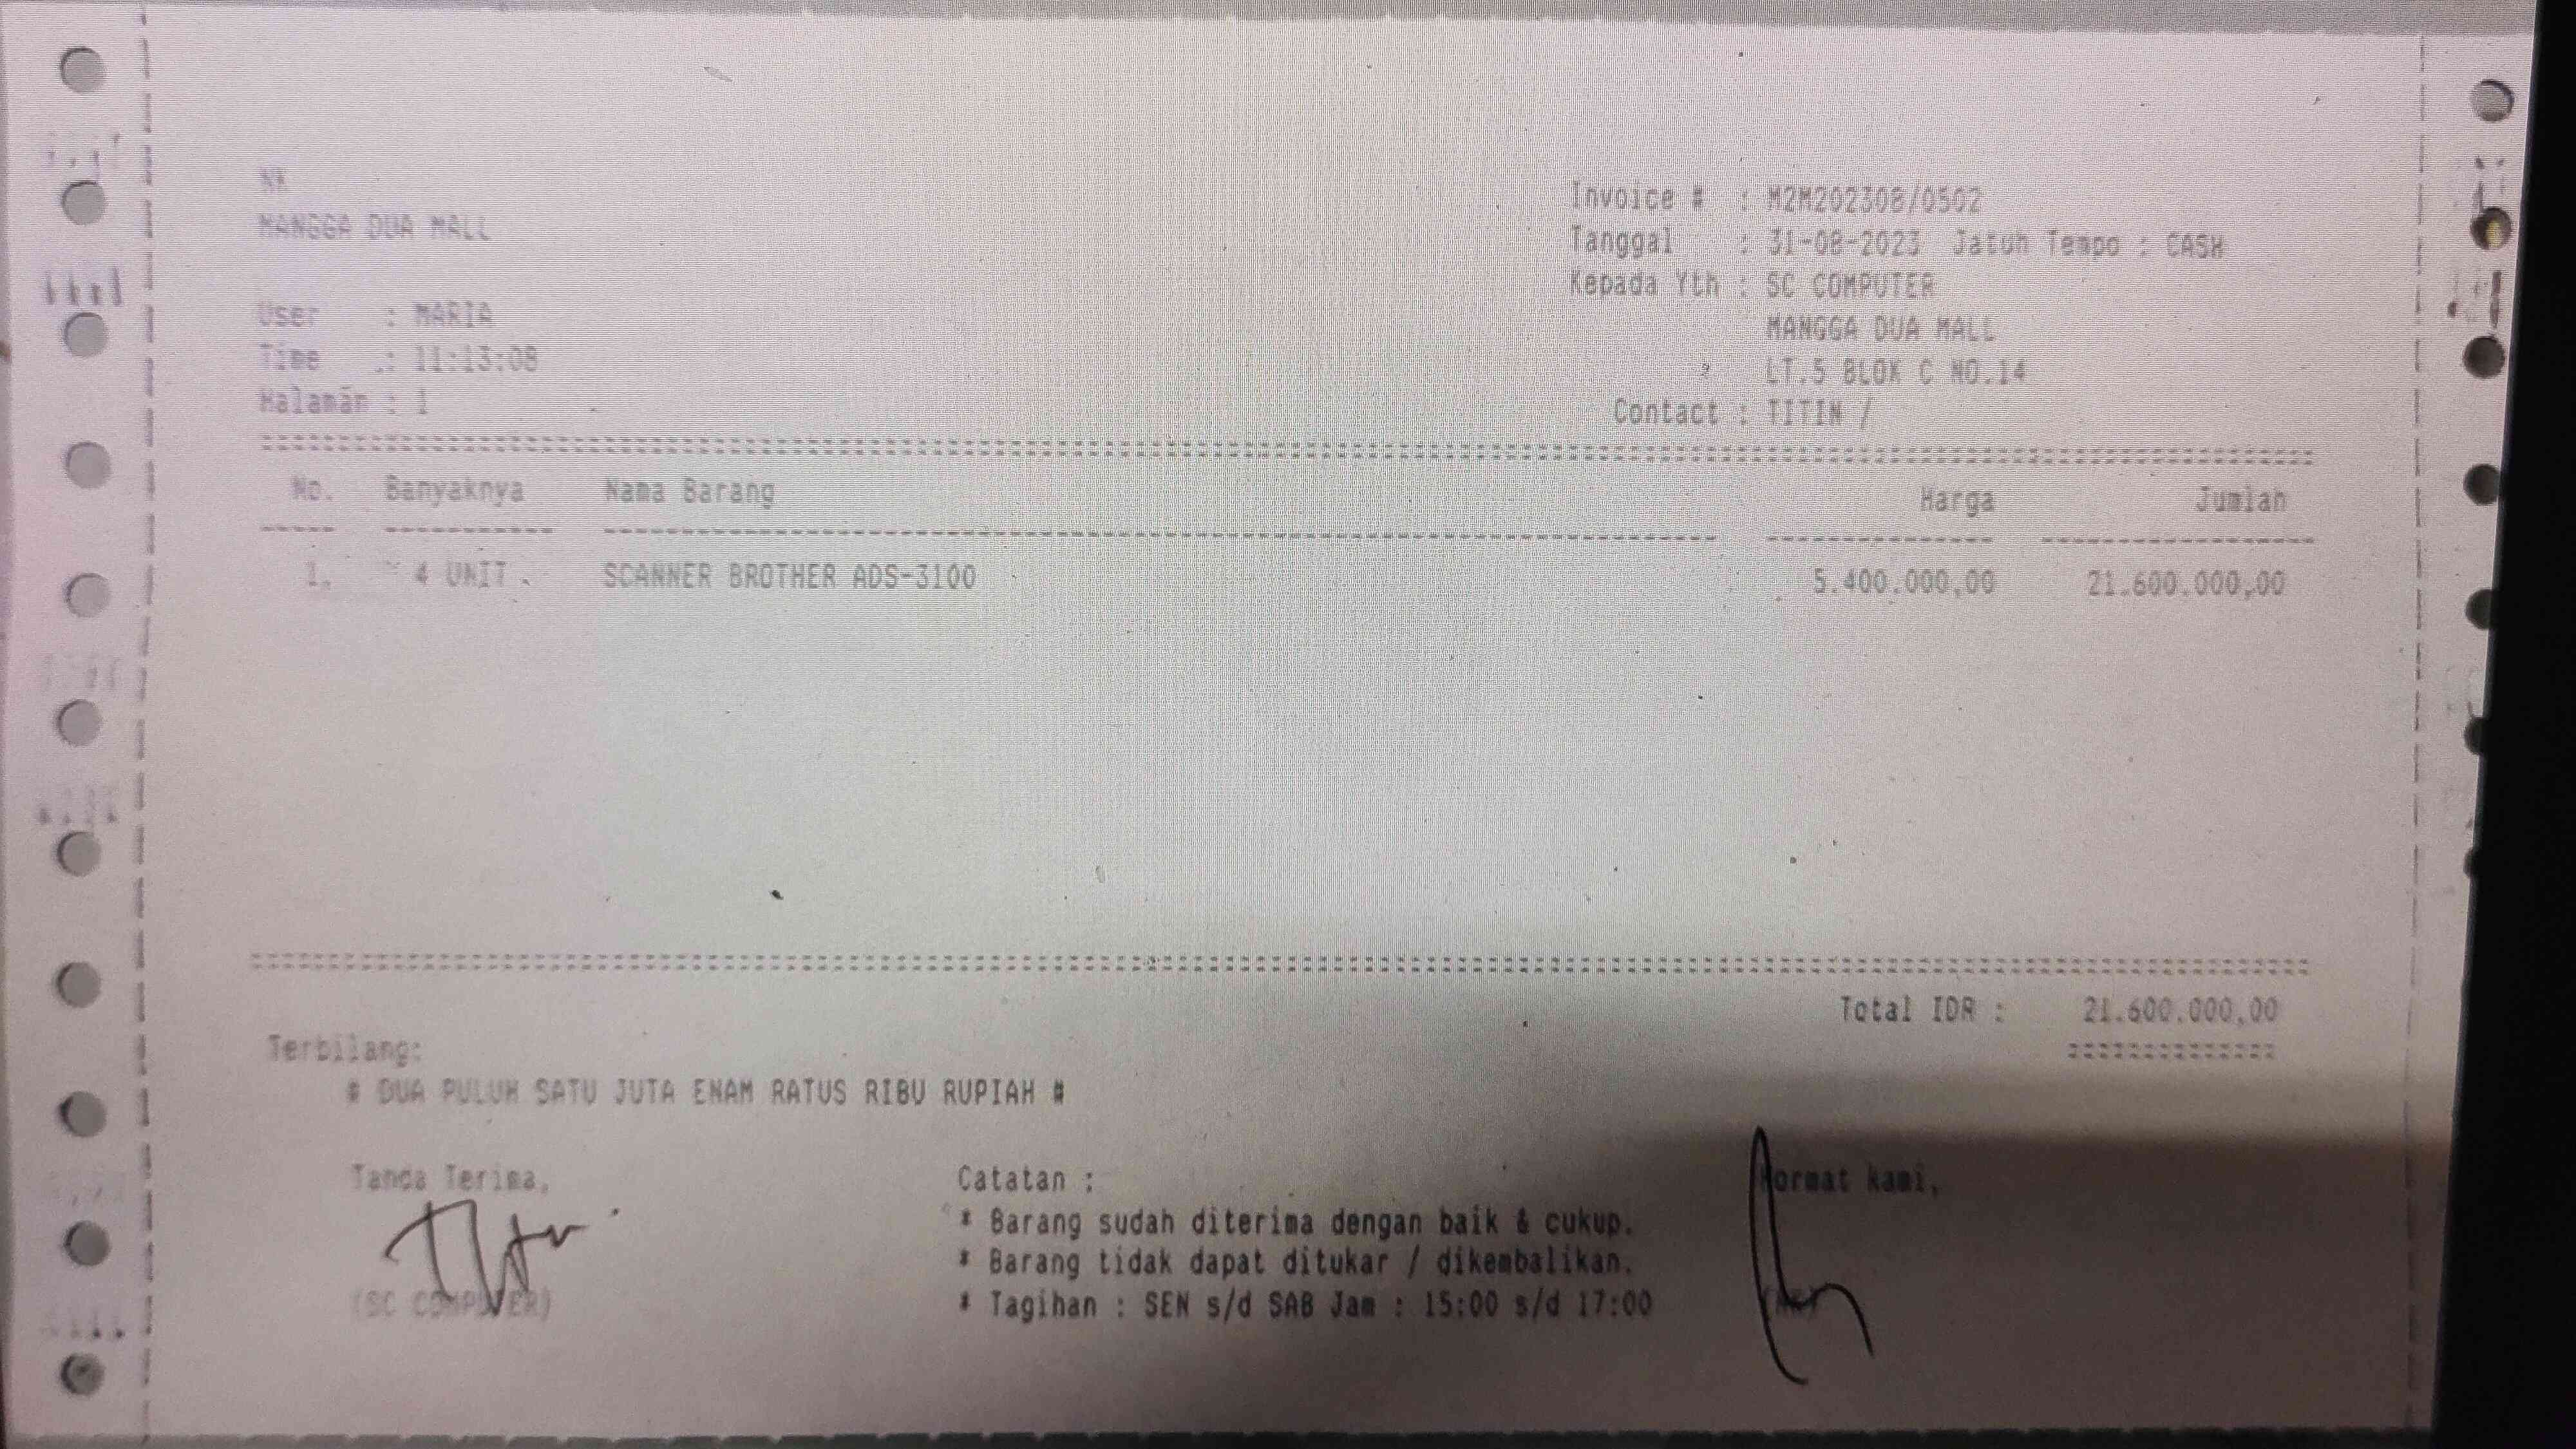 NK
MANGGA DUA MALL
Invoice # : M2M202308/0502
Tanggal : 31-08-2023 Jatuh Tempo : CASH
Kepada Yth : SC COMPUTER
MANGGA DUA MALL
LT.5 BLOK C NO.14
Contact : TITIN /
User : MARIA
Time : 11:13:08
Halaman : 1
No. Banyaknya Nama Barang Harga Jumlah
1. 4 UNIT SCANNER BROTHER ADS-3100 5.400.000,00 21.600.000,00
Total IDR : 21.600.000,00
Terbilang:
# DUA PULUH SATU JUTA ENAM RATUS RIBU RUPIAH #
Tanda Terima,
(SC COMPUTER)
Catatan :
* Barang sudah diterima dengan baik & cukup.
* Barang tidak dapat ditukar / dikembalikan.
* Tagihan : SEN s/d SAB Jam : 15:00 s/d 17:00
Hormat kami,